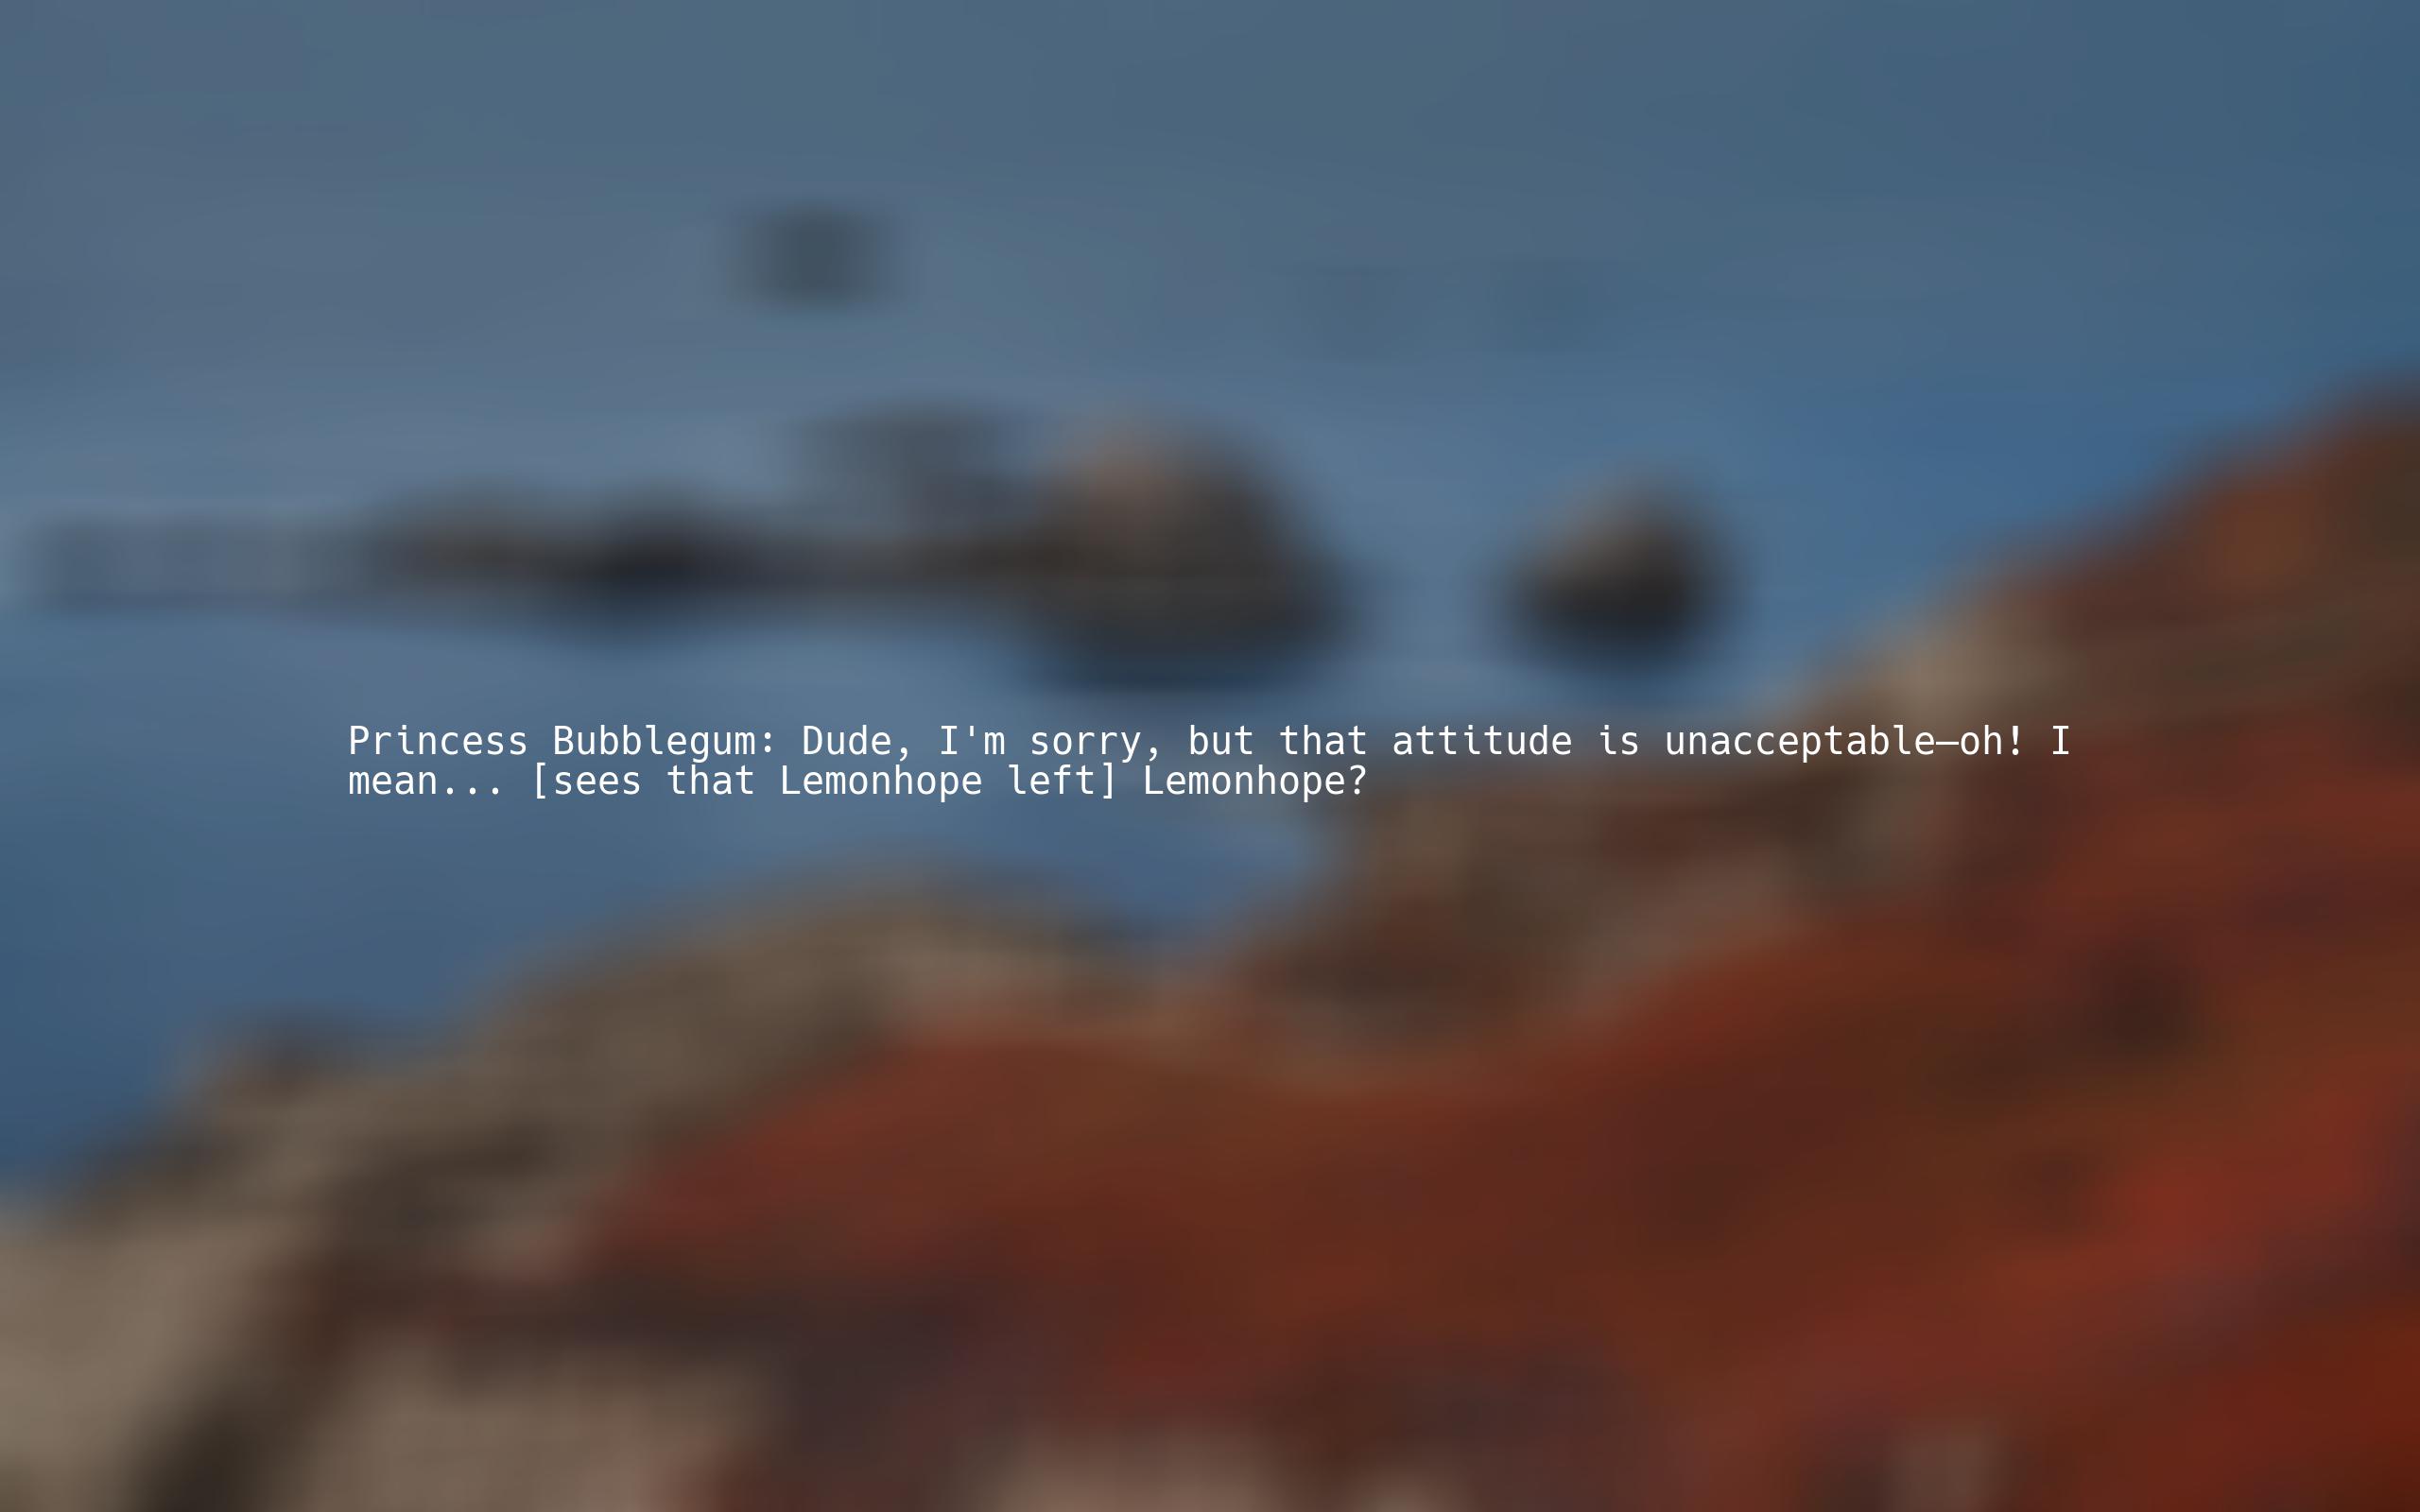 Princess Bubblegum: Dude, I'm sorry, but that attitude is unacceptable—oh! I
mean... [sees that Lemonhope left] Lemonhope?